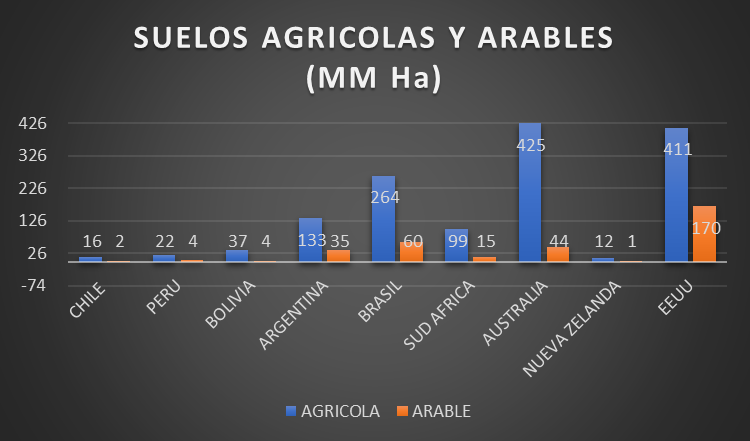 SUELOS AGRICOLAS Y ARABLES
(MM Ha)
426
326
226
126
26
-74
16 2 22 4 37 4 133 35 264 60 99 15 425 44 12 1 411 170
CHILE PERU BOLIVIA ARGENTINA BRASIL SUD AFRICA AUSTRALIA NUEVA ZELANDA EEUU
AGRICOLA ARABLE